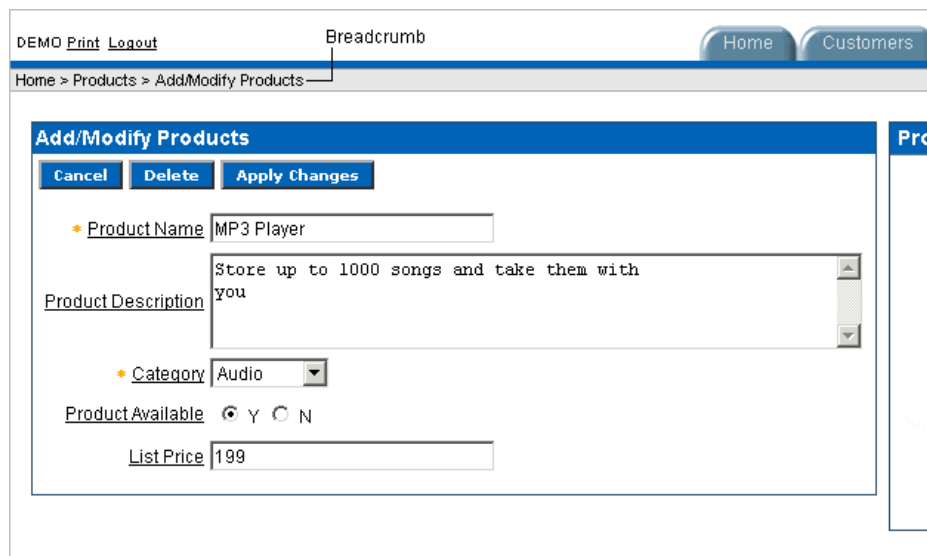 DEMO Print Logout
Breadcrumb
Home
Customers
Home > Products > Add/Modify Products
Add/Modify Products
Cancel
Delete
Apply Changes
* Product Name
MP3 Player
Product Description
Store up to 1000 songs and take them with
you
* Category
Audio
Product Available
Y
N
List Price
199
Pro